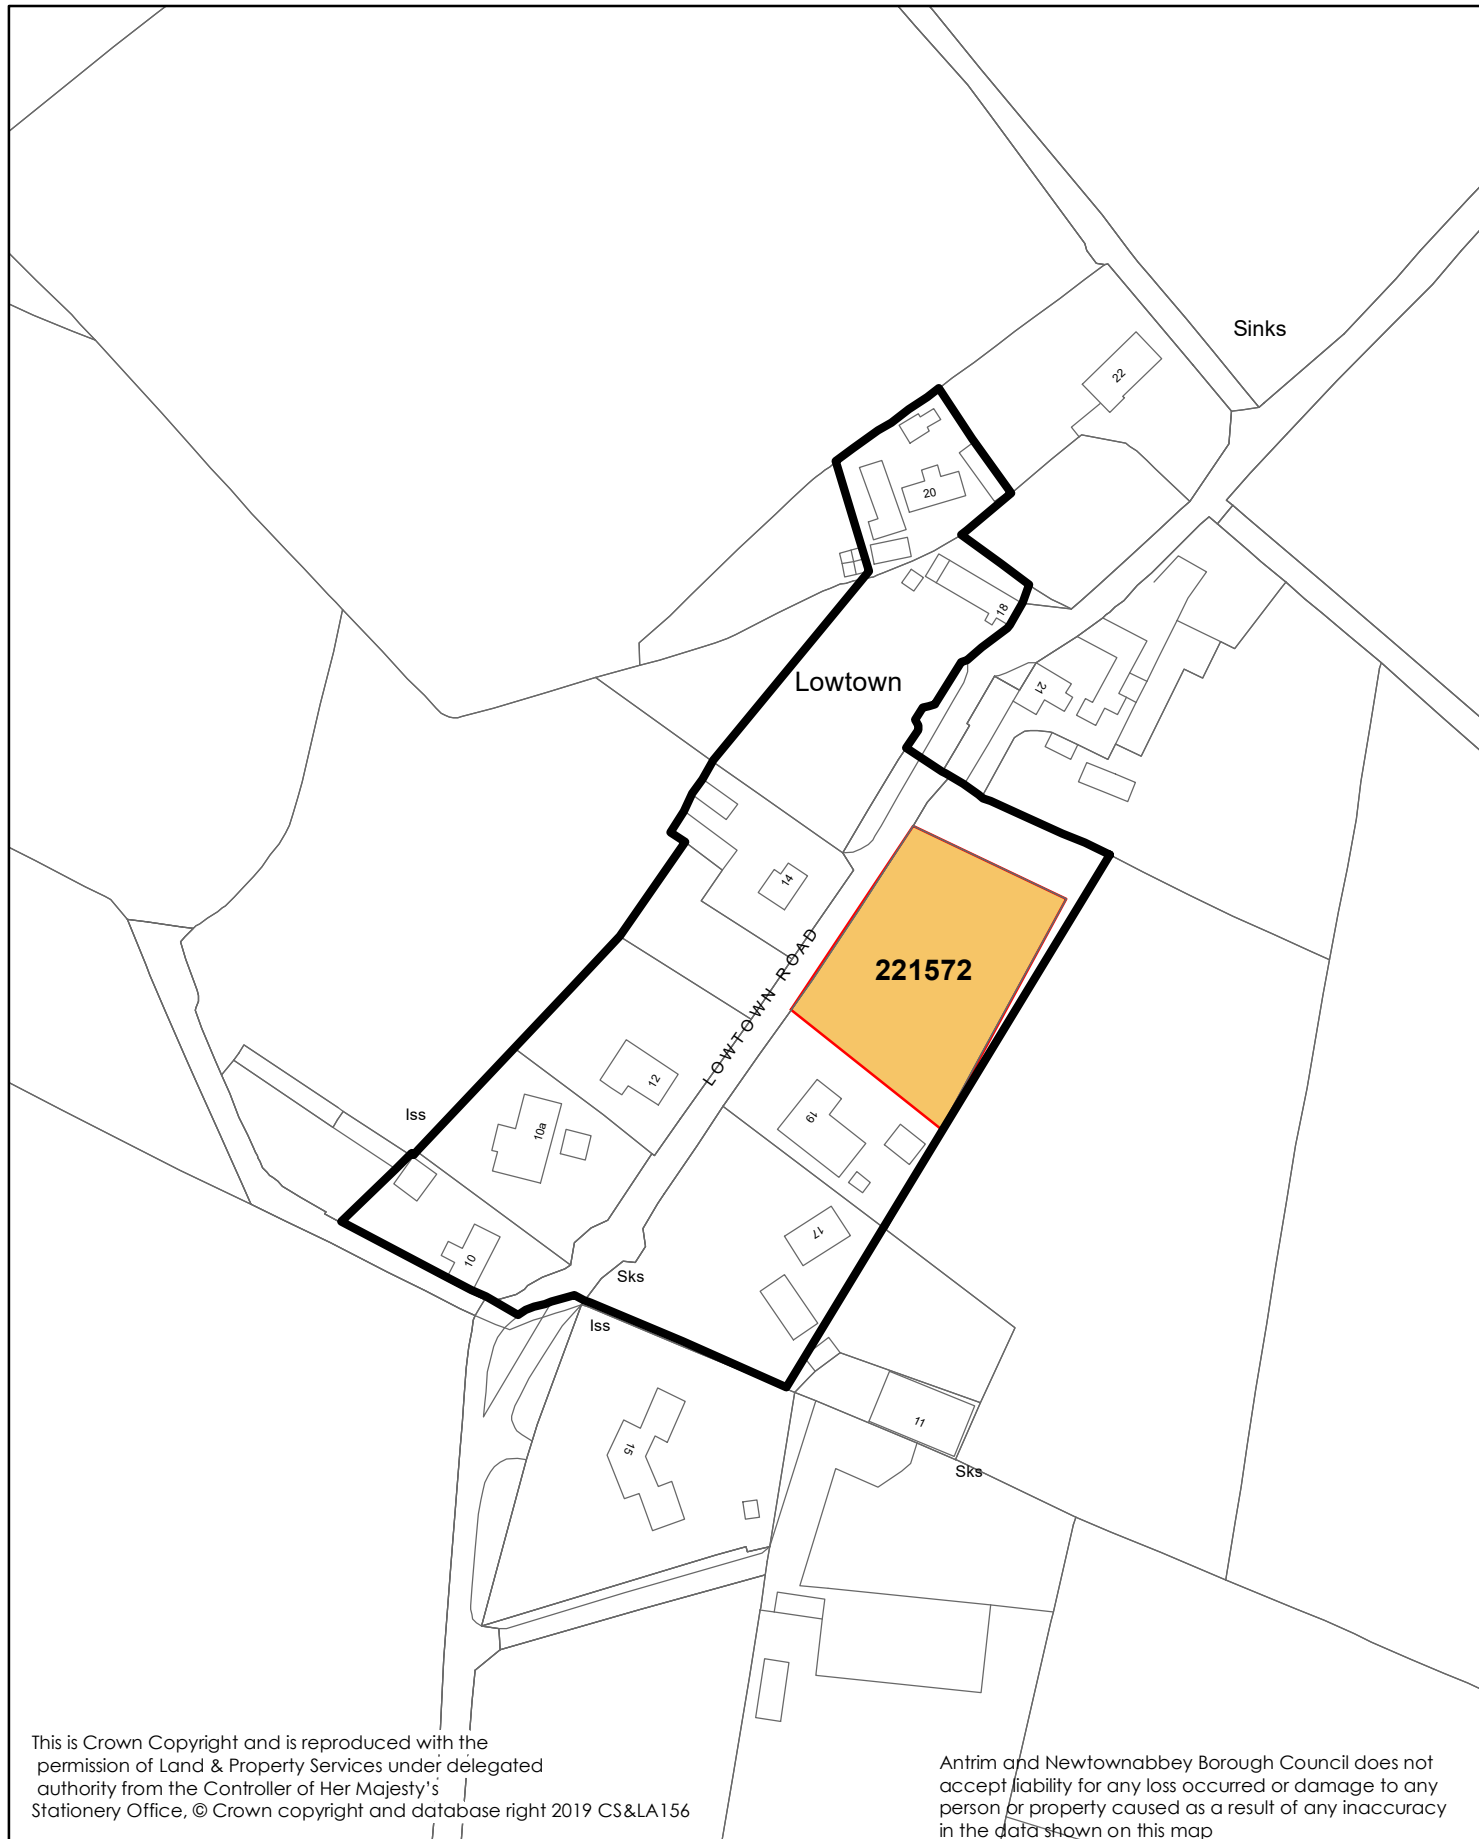 Sinks
22
20
18
Lowtown
21
14
LOWTOWN ROAD
221572
12
Iss
10a
19
17
10
Sks
Iss
11
15
Sks
This is Crown Copyright and is reproduced with the
permission of Land & Property Services under delegated
authority from the Controller of Her Majesty's
Stationery Office, © Crown copyright and database right 2019 CS&LA156
Antrim and Newtownabbey Borough Council does not
accept liability for any loss occurred or damage to any
person or property caused as a result of any inaccuracy
in the data shown on this map